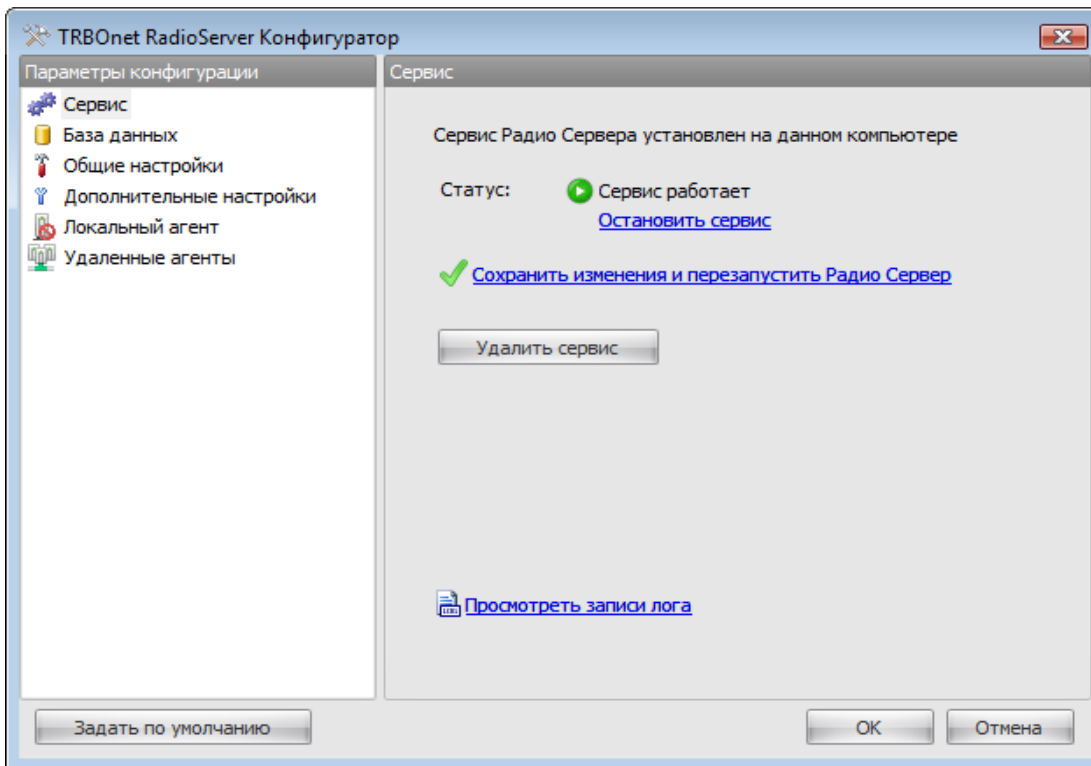 TRBOnet RadioServer Конфигуратор
Параметры конфигурации
Сервис
База данных
Общие настройки
Дополнительные настройки
Локальный агент
Удаленные агенты
Сервис
Сервис Радио Сервера установлен на данном компьютере
Статус: Сервис работает
Остановить сервис
Сохранить изменения и перезапустить Радио Сервер
Удалить сервис
LOG Просмотреть записи лога
Задать по умолчанию
OK
Отмена